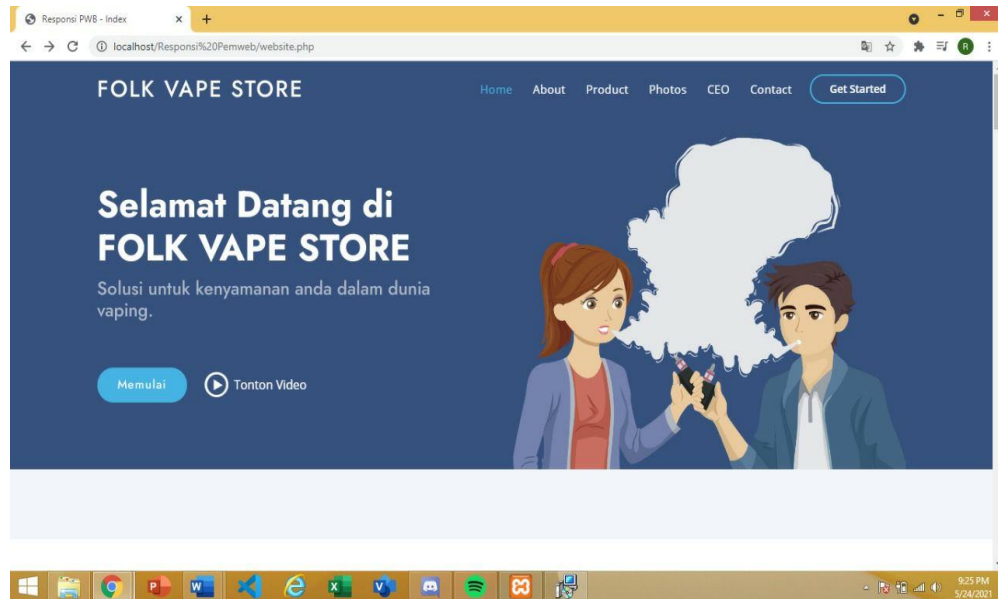 Responsi PWB - Index
localhost/Responsi%20Pemweb/website.php
R
FOLK VAPE STORE
Home About Product Photos CEO Contact Get Started
Selamat Datang di
FOLK VAPE STORE
Solusi untuk kenyamanan anda dalam dunia
vaping.
Memulai Tonton Video
9:25 PM
5/24/2021